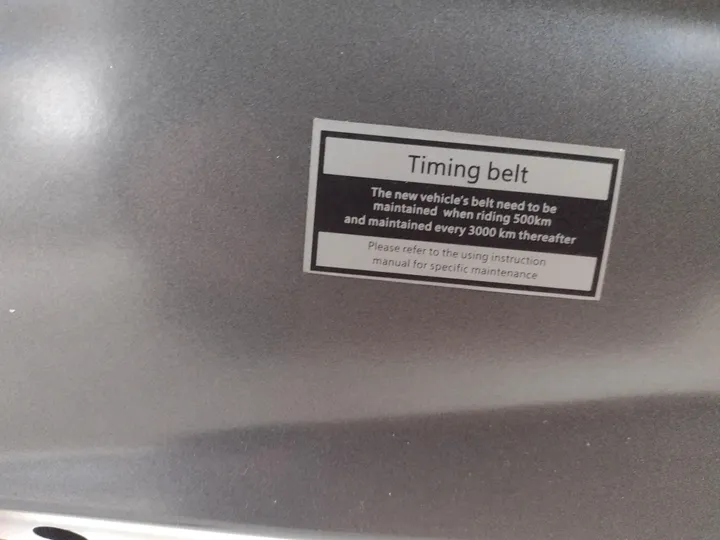 Timing belt
The new vehicle's belt need to be
maintained when riding 500km
and maintained every 3000 km thereafter
Please refer to the using instruction
manual for specific maintenance